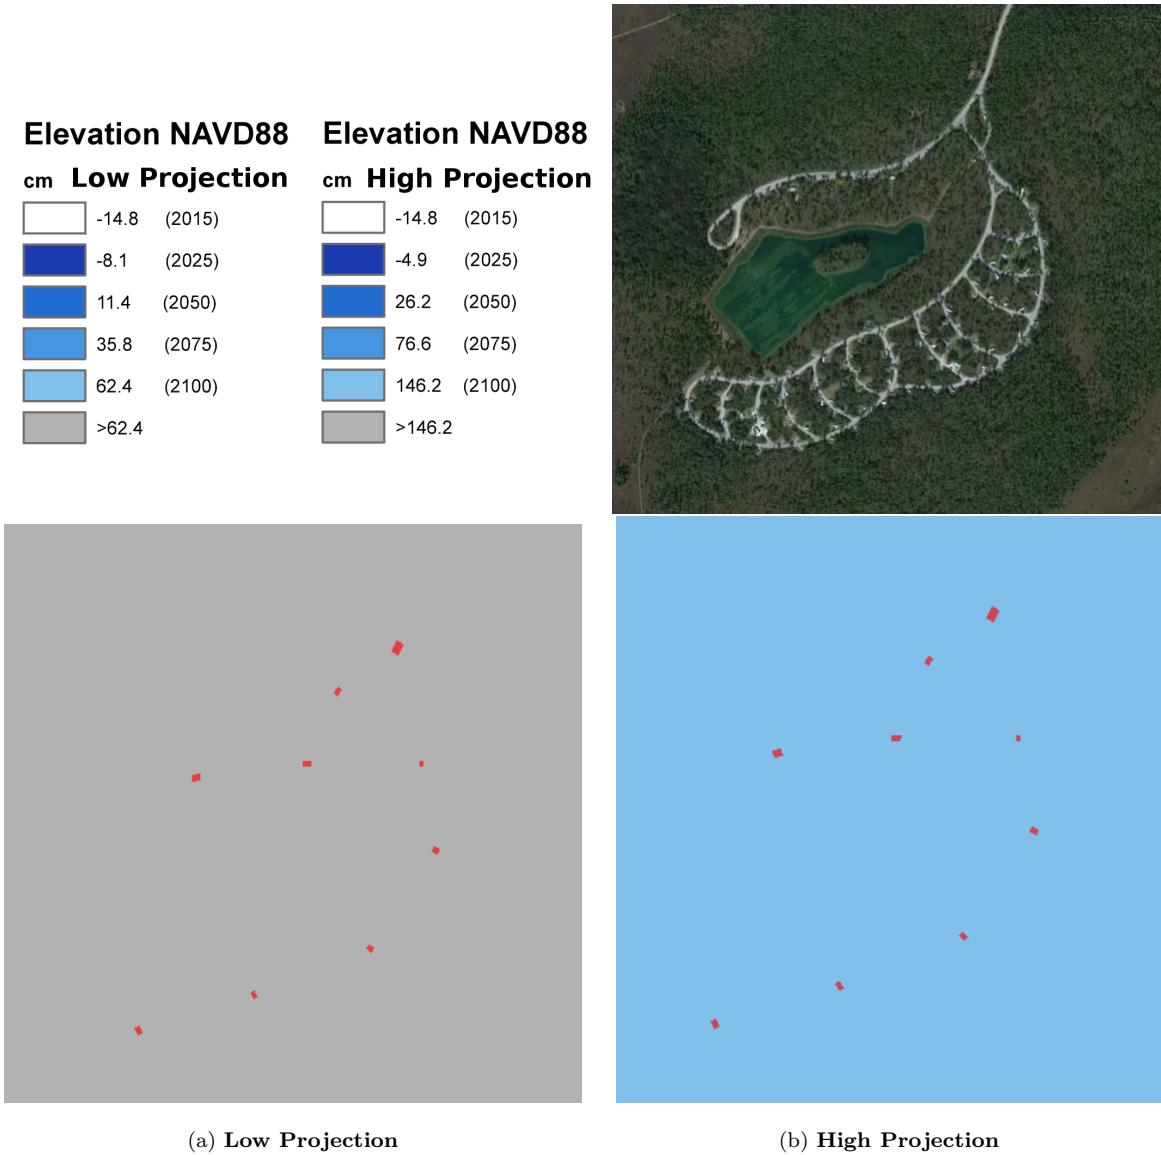 Elevation NAVD88
cm Low Projection
-14.8 (2015)
-8.1 (2025)
11.4 (2050)
35.8 (2075)
62.4 (2100)
>62.4
Elevation NAVD88
cm High Projection
-14.8 (2015)
-4.9 (2025)
26.2 (2050)
76.6 (2075)
146.2 (2100)
>146.2
(a) Low Projection
(b) High Projection